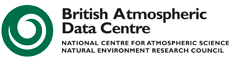 British Atmospheric
Data Centre
NATIONAL CENTRE FOR ATMOSPHERIC SCIENCE
NATURAL ENVIRONMENT RESEARCH COUNCIL